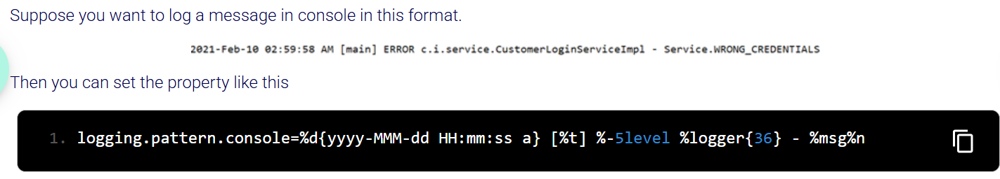 Suppose you want to log a message in console in this format.
2021-Feb-10 02:59:58 AM [main] ERROR c.i.service.CustomerLoginServiceImpl - Service.WRONG_CREDENTIALS
Then you can set the property like this
1. logging.pattern.console=%d{yyyy-MMM-dd HH:mm:ss a} [%t] %-5level %logger{36} - %msg%n